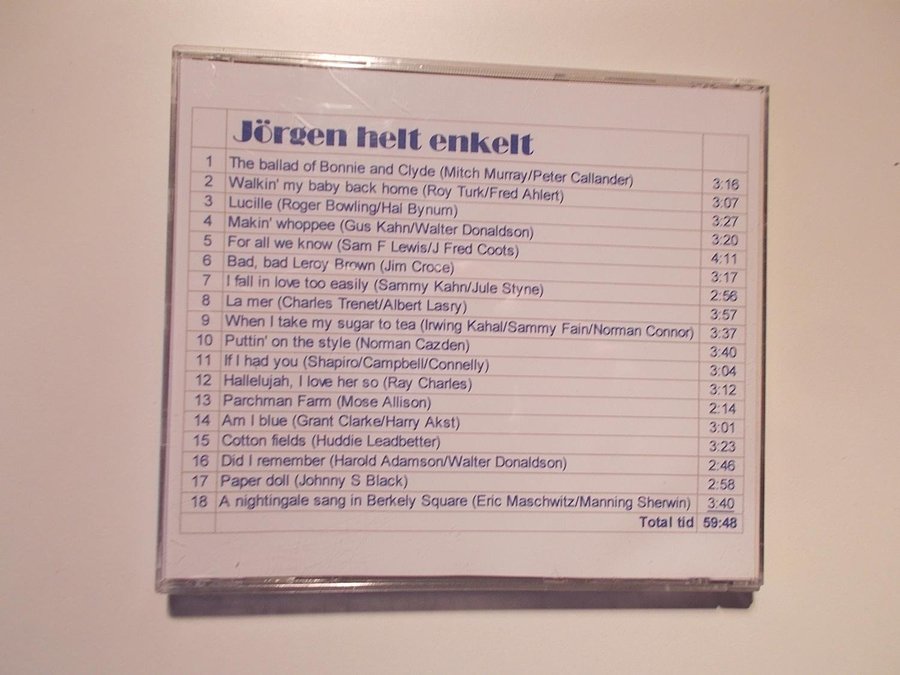 Jörgen helt enkelt
1 The ballad of Bonnie and Clyde (Mitch Murray/Peter Callander) 3:16
2 Walkin' my baby back home (Roy Turk/Fred Ahlert) 3:07
3 Lucille (Roger Bowling/Hal Bynum) 3:27
4 Makin' whoppee (Gus Kahn/Walter Donaldson) 3:20
5 For all we know (Sam F Lewis/J Fred Coots) 4:11
6 Bad, bad Leroy Brown (Jim Croce) 3:17
7 I fall in love too easily (Sammy Kahn/Jule Styne) 2:56
8 La mer (Charles Trenet/Albert Lasry) 3:57
9 When I take my sugar to tea (Irwing Kahal/Sammy Fain/Norman Connor) 3:37
10 Puttin' on the style (Norman Cazden) 3:40
11 If I had you (Shapiro/Campbell/Connelly) 3:04
12 Hallelujah, I love her so (Ray Charles) 3:12
13 Parchman Farm (Mose Allison) 2:14
14 Am I blue (Grant Clarke/Harry Akst) 3:01
15 Cotton fields (Huddie Leadbetter) 3:23
16 Did I remember (Harold Adamson/Walter Donaldson) 2:46
17 Paper doll (Johnny S Black) 2:58
18 A nightingale sang in Berkely Square (Eric Maschwitz/Manning Sherwin) 3:40
Total tid 59:48